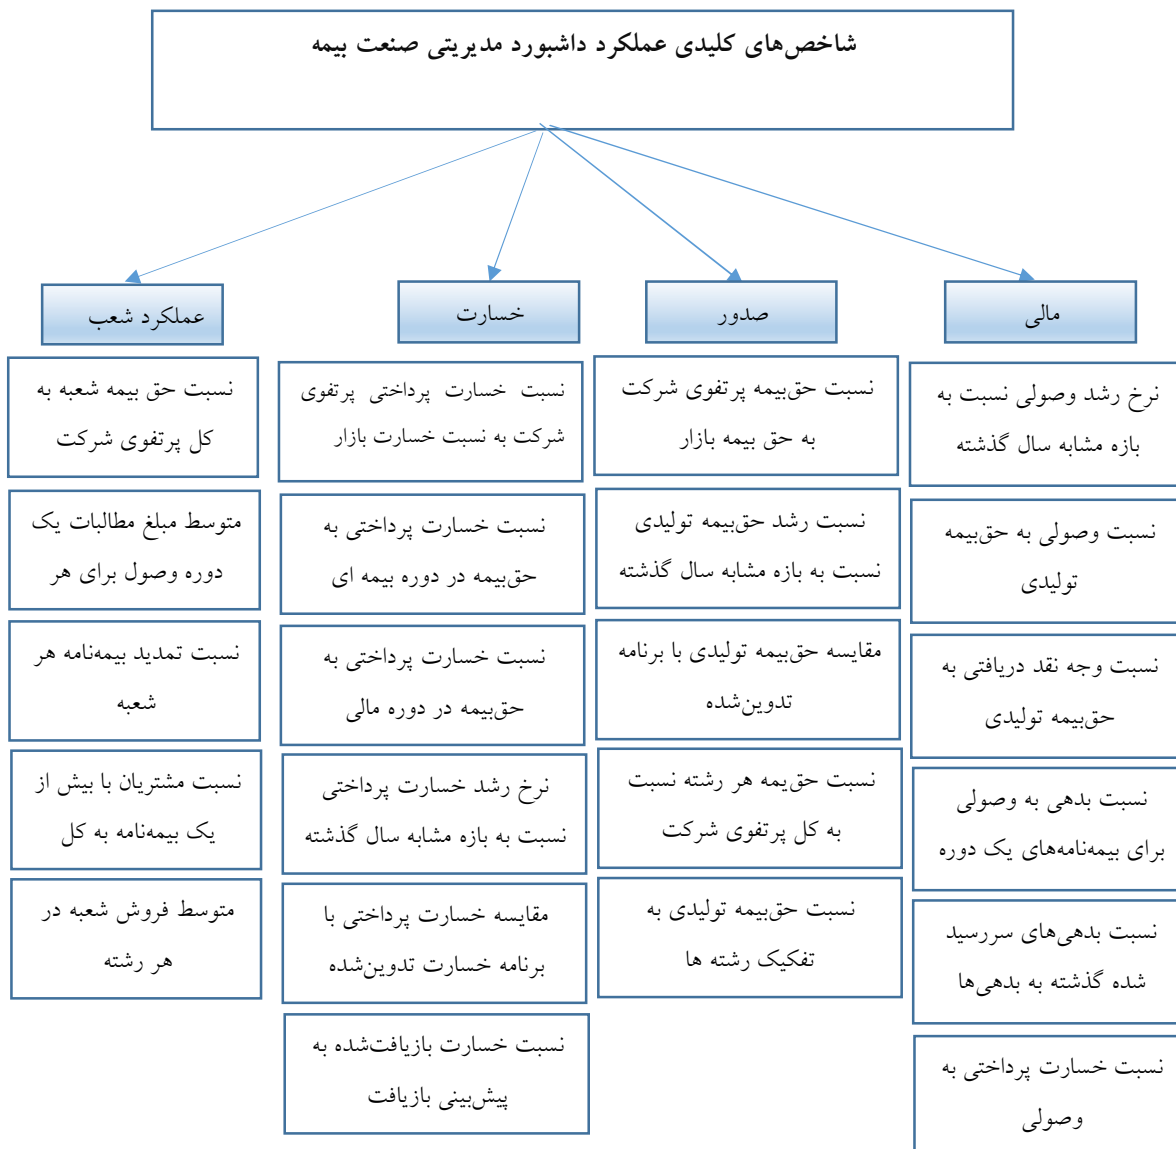 شاخص‌های کلیدی عملکرد داشبورد مدیریتی صنعت بیمه
مالی
نرخ رشد وصولی نسبت به
بازه مشابه سال گذشته
نسبت وصولی به حق‌بیمه
تولیدی
نسبت وجه نقد دریافتی به
حق‌بیمه تولیدی
نسبت بدهی به وصولی
برای بیمه‌نامه‌های یک دوره
نسبت بدهی‌های سررسید
شده گذشته به بدهی‌ها
نسبت خسارت پرداختی به
وصولی
صدور
نسبت حق‌بیمه پرتفوی شرکت
به حق بیمه بازار
نسبت رشد حق‌بیمه تولیدی
نسبت به بازه مشابه سال گذشته
مقایسه حق‌بیمه تولیدی با برنامه
تدوین‌شده
نسبت حق‌یمه هر رشته نسبت
به کل پرتفوی شرکت
نسبت حق‌بیمه تولیدی به
تفکیک رشته ها
خسارت
نسبت خسارت پرداختی پرتفوی
شرکت به نسبت خسارت بازار
نسبت خسارت پرداختی به
حق‌بیمه در دوره بیمه ای
نسبت خسارت پرداختی به
حق‌بیمه در دوره مالی
نرخ رشد خسارت پرداختی
نسبت به بازه مشابه سال گذشته
مقایسه خسارت پرداختی با
برنامه خسارت تدوین‌شده
نسبت خسارت بازیافت‌شده به
پیش‌بینی بازیافت
عملکرد شعب
نسبت حق بیمه شعبه به
کل پرتفوی شرکت
متوسط مبلغ مطالبات یک
دوره وصول برای هر
نسبت تمدید بیمه‌نامه هر
شعبه
نسبت مشتریان با بیش از
یک بیمه‌نامه به کل
متوسط فروش شعبه در
هر رشته